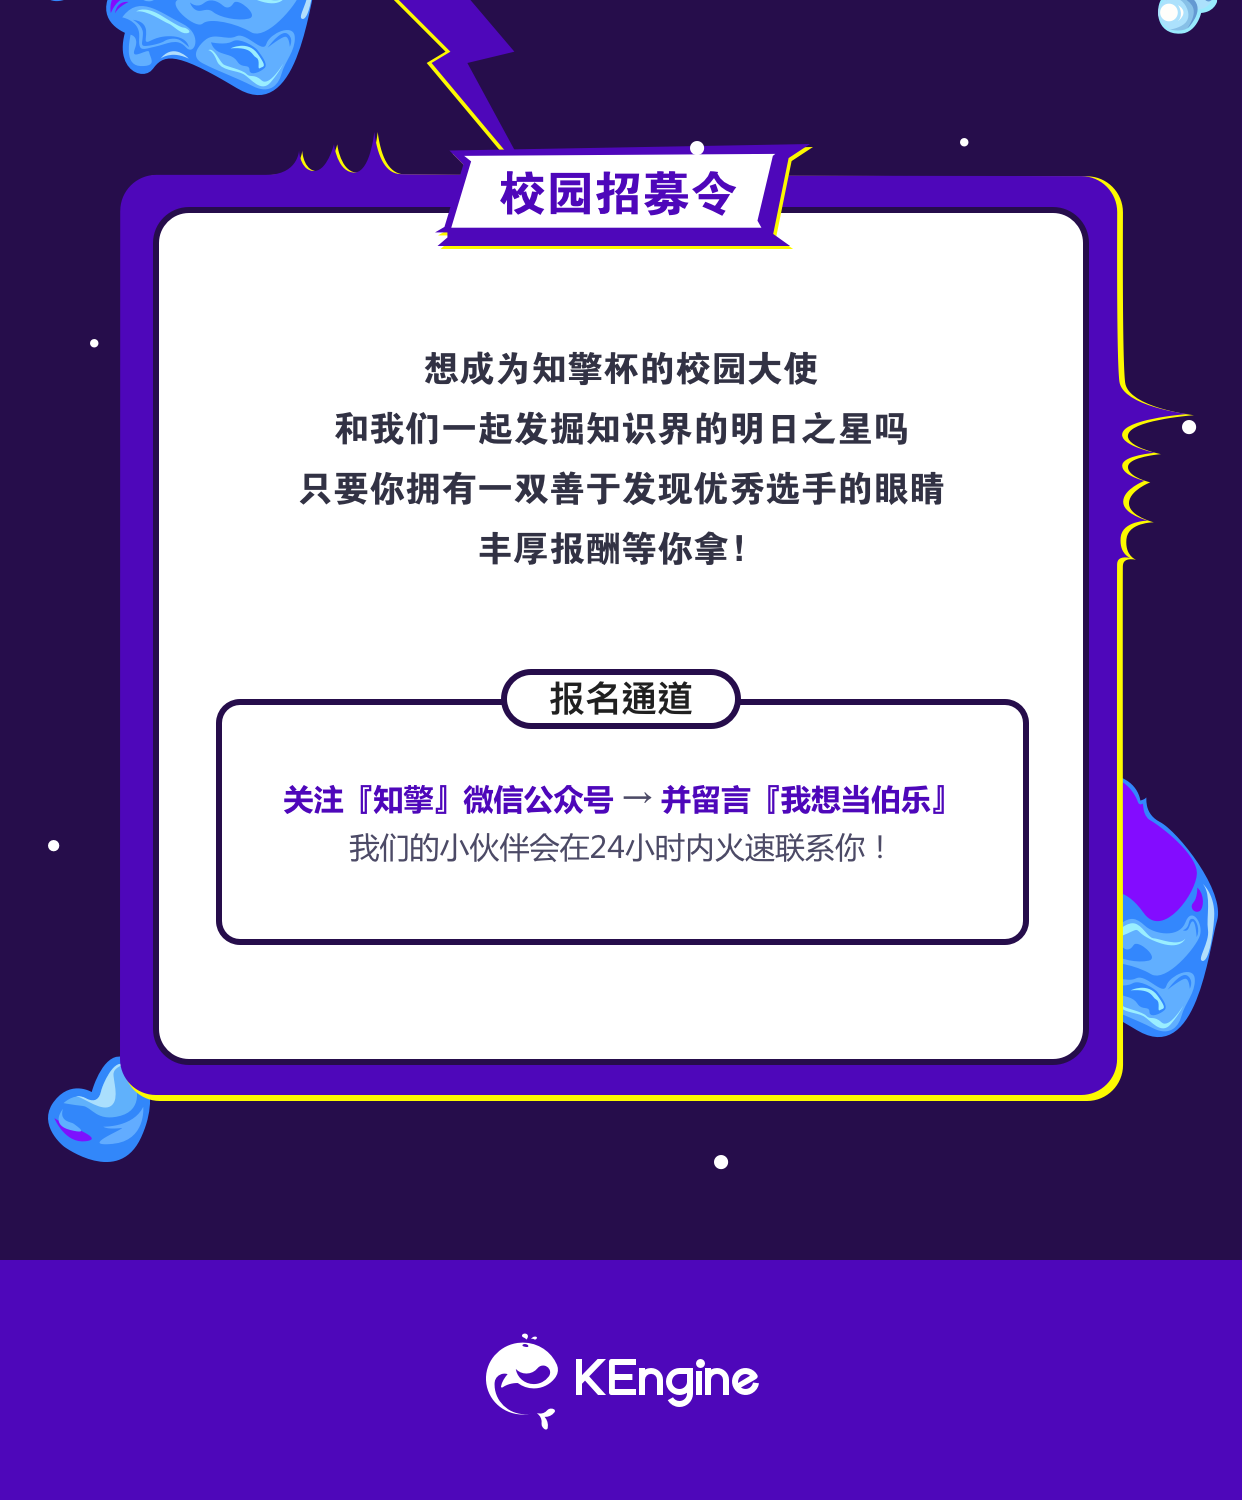 校园招募令
想成为知擎杯的校园大使
和我们一起发掘知识界的明日之星吗
只要你拥有一双善于发现优秀选手的眼睛
丰厚报酬等你拿！
报名通道
关注『知擎』微信公众号 → 并留言『我想当伯乐』
我们的小伙伴会在24小时内火速联系你！
KEngine